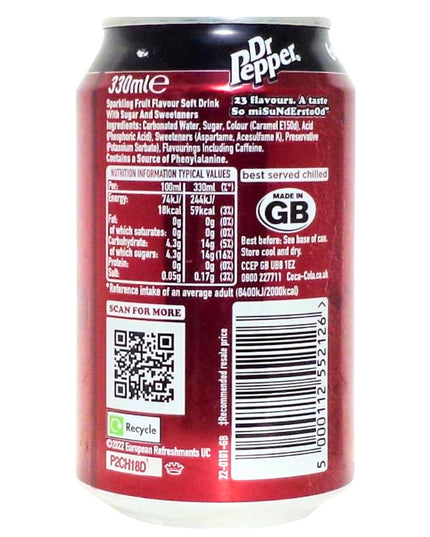 Dr
Pepper
330ml℮
23 flavours. A taste
So miSuNdErstoOd™
Sparkling Fruit Flavour Soft Drink
With Sugar And Sweeteners
Ingredients: Carbonated Water, Sugar, Colour (Caramel E150d), Acid
(Phosphoric Acid), Sweeteners (Aspartame, Acesulfame K), Preservative
(Potassium Sorbate), Flavourings Including Caffeine.
Contains a Source of Phenylalanine.
NUTRITION INFORMATION TYPICAL VALUES
Per: 100ml 330ml (%*)
Energy: 74kJ/ 244kJ/
18kcal 59kcal (3%)
Fat: 0g 0g (0%)
of which saturates: 0g 0g (0%)
Carbohydrate: 4.3g 14g (5%)
of which sugars: 4.3g 14g (16%)
Protein: 0g 0g (0%)
Salt: 0.05g 0.17g (3%)
*Reference intake of an average adult (8400kJ/2000kcal)
best served chilled
MADE IN
GB
Best before: See base of can.
Store cool and dry.
CCEP GB UB8 1EZ
0800 227711 Coca-Cola.co.uk
SCAN FOR MORE
Recycle
©2022 European Refreshments UC
P2CH18D
22-0181-GB
‡Recommended resale price
5 000112 552126 >